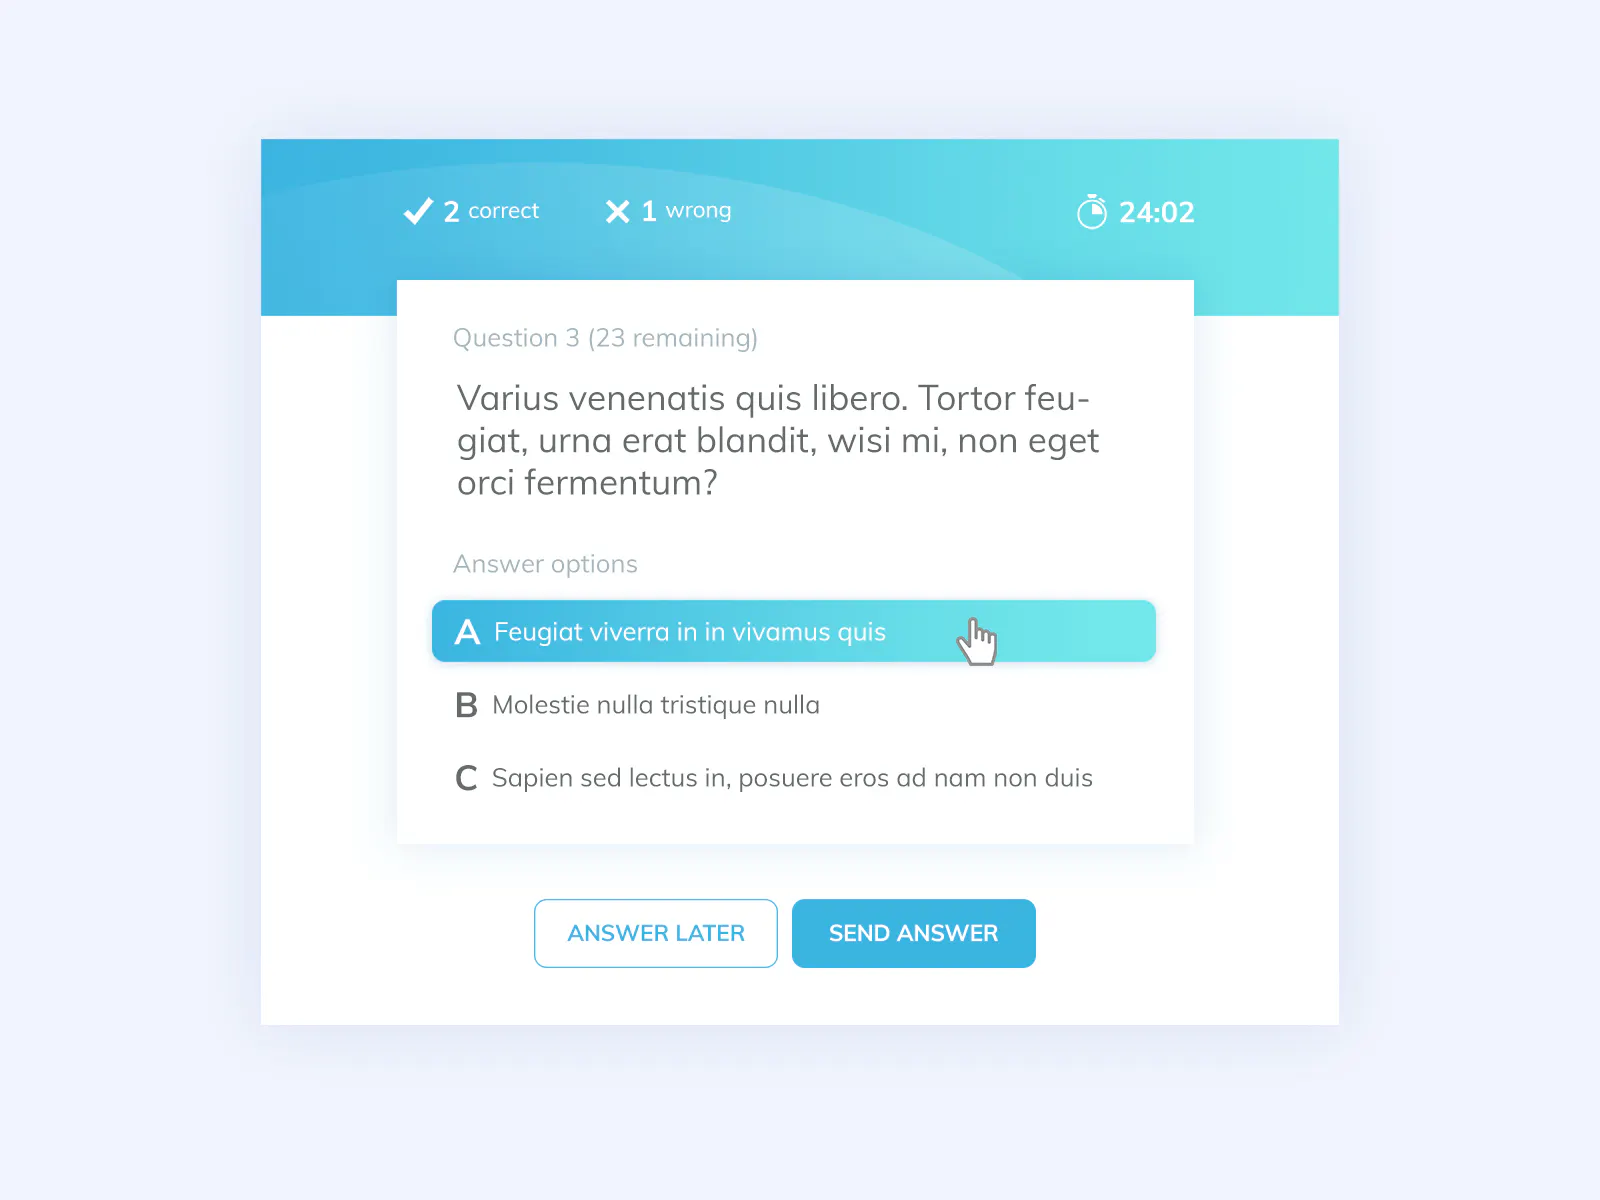 2 correct
1 wrong
24:02
Question 3 (23 remaining)
Varius venenatis quis libero. Tortor feu-
giat, urna erat blandit, wisi mi, non eget
orci fermentum?
Answer options
A Feugiat viverra in in vivamus quis
B Molestie nulla tristique nulla
C Sapien sed lectus in, posuere eros ad nam non duis
ANSWER LATER
SEND ANSWER